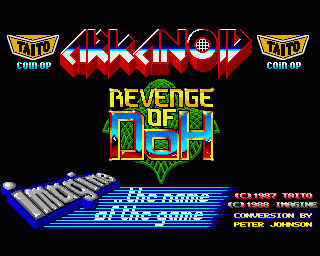 TAITO
COIN-OP
ARKANOID
TAITO
COIN-OP
REVENGE
OF
DOH
imagine
...the name
of the game
(C)1987 TAITO
(C)1988 IMAGINE
CONVERSION BY
PETER JOHNSON